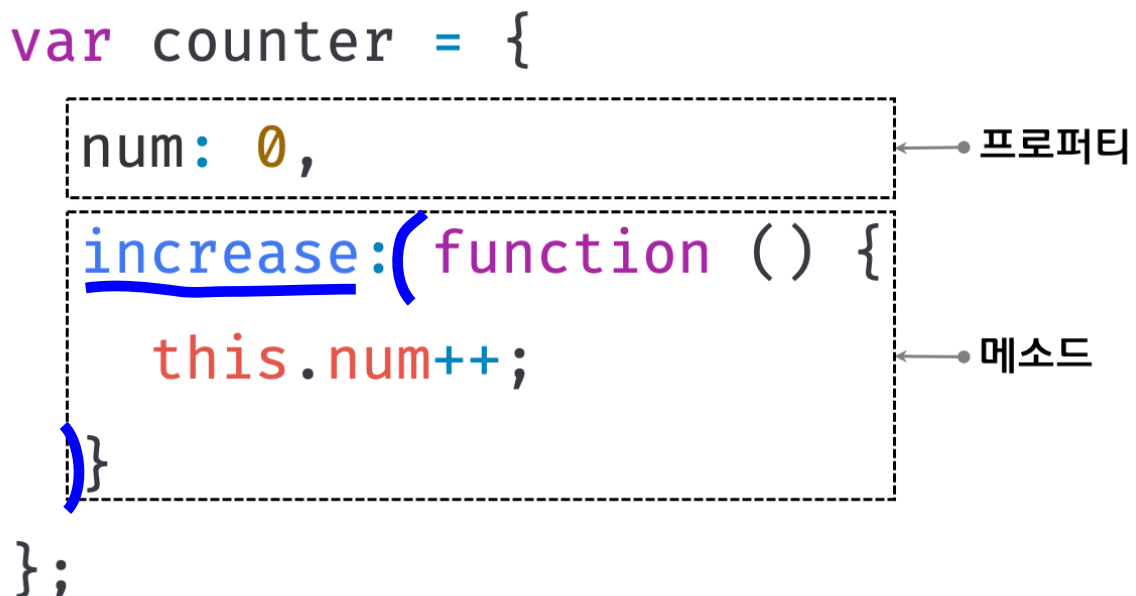 var counter = {
num: 0,
프로퍼티
increase: (function () {
this.num++;
메소드
)}
};